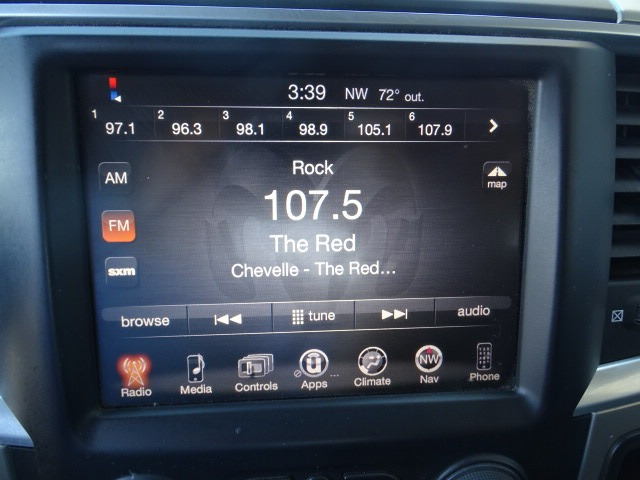 3:39 NW 72° out.
1 97.1 2 96.3 3 98.1 4 98.9 5 105.1 6 107.9
AM Rock map
107.5
FM The Red
sxm Chevelle - The Red...
browse tune audio
Radio Media Controls Apps ... Climate NW Nav Phone